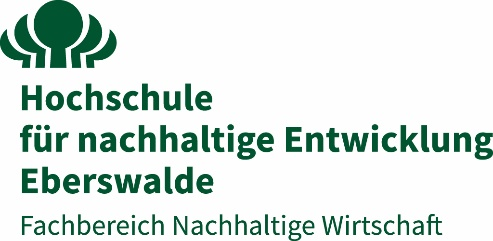 Hochschule
für nachhaltige Entwicklung
Eberswalde
Fachbereich Nachhaltige Wirtschaft